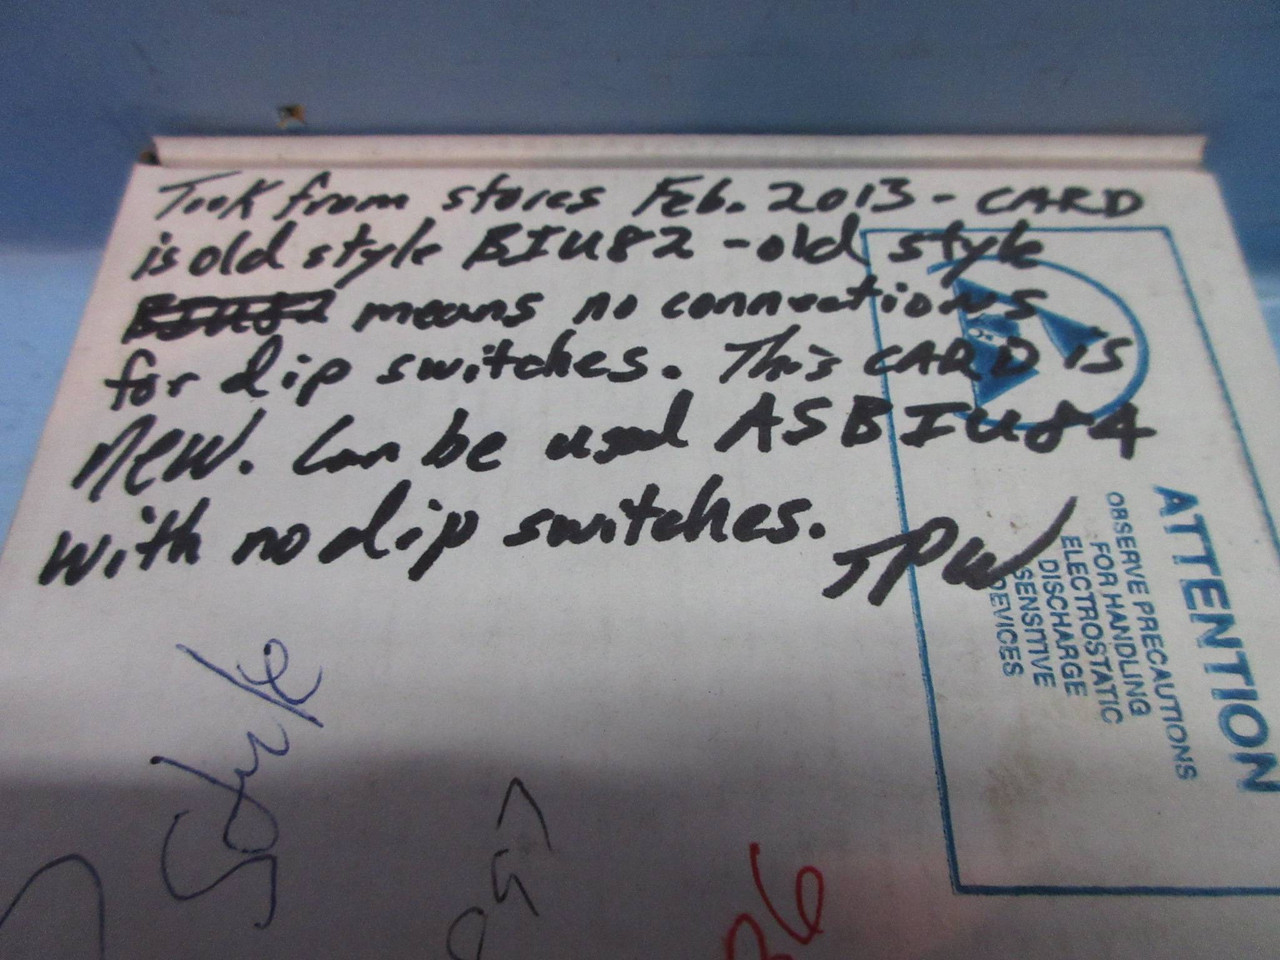 Took from stores Feb. 2013 - CARD
is old style BIU82 - old style
means no connections
for dip switches. This CARD is
new. Can be used AS BIU84
with no dip switches.
TPW
ATTENTION
OBSERVE PRECAUTIONS
FOR HANDLING
ELECTROSTATIC
DISCHARGE
SENSITIVE
DEVICES
Style